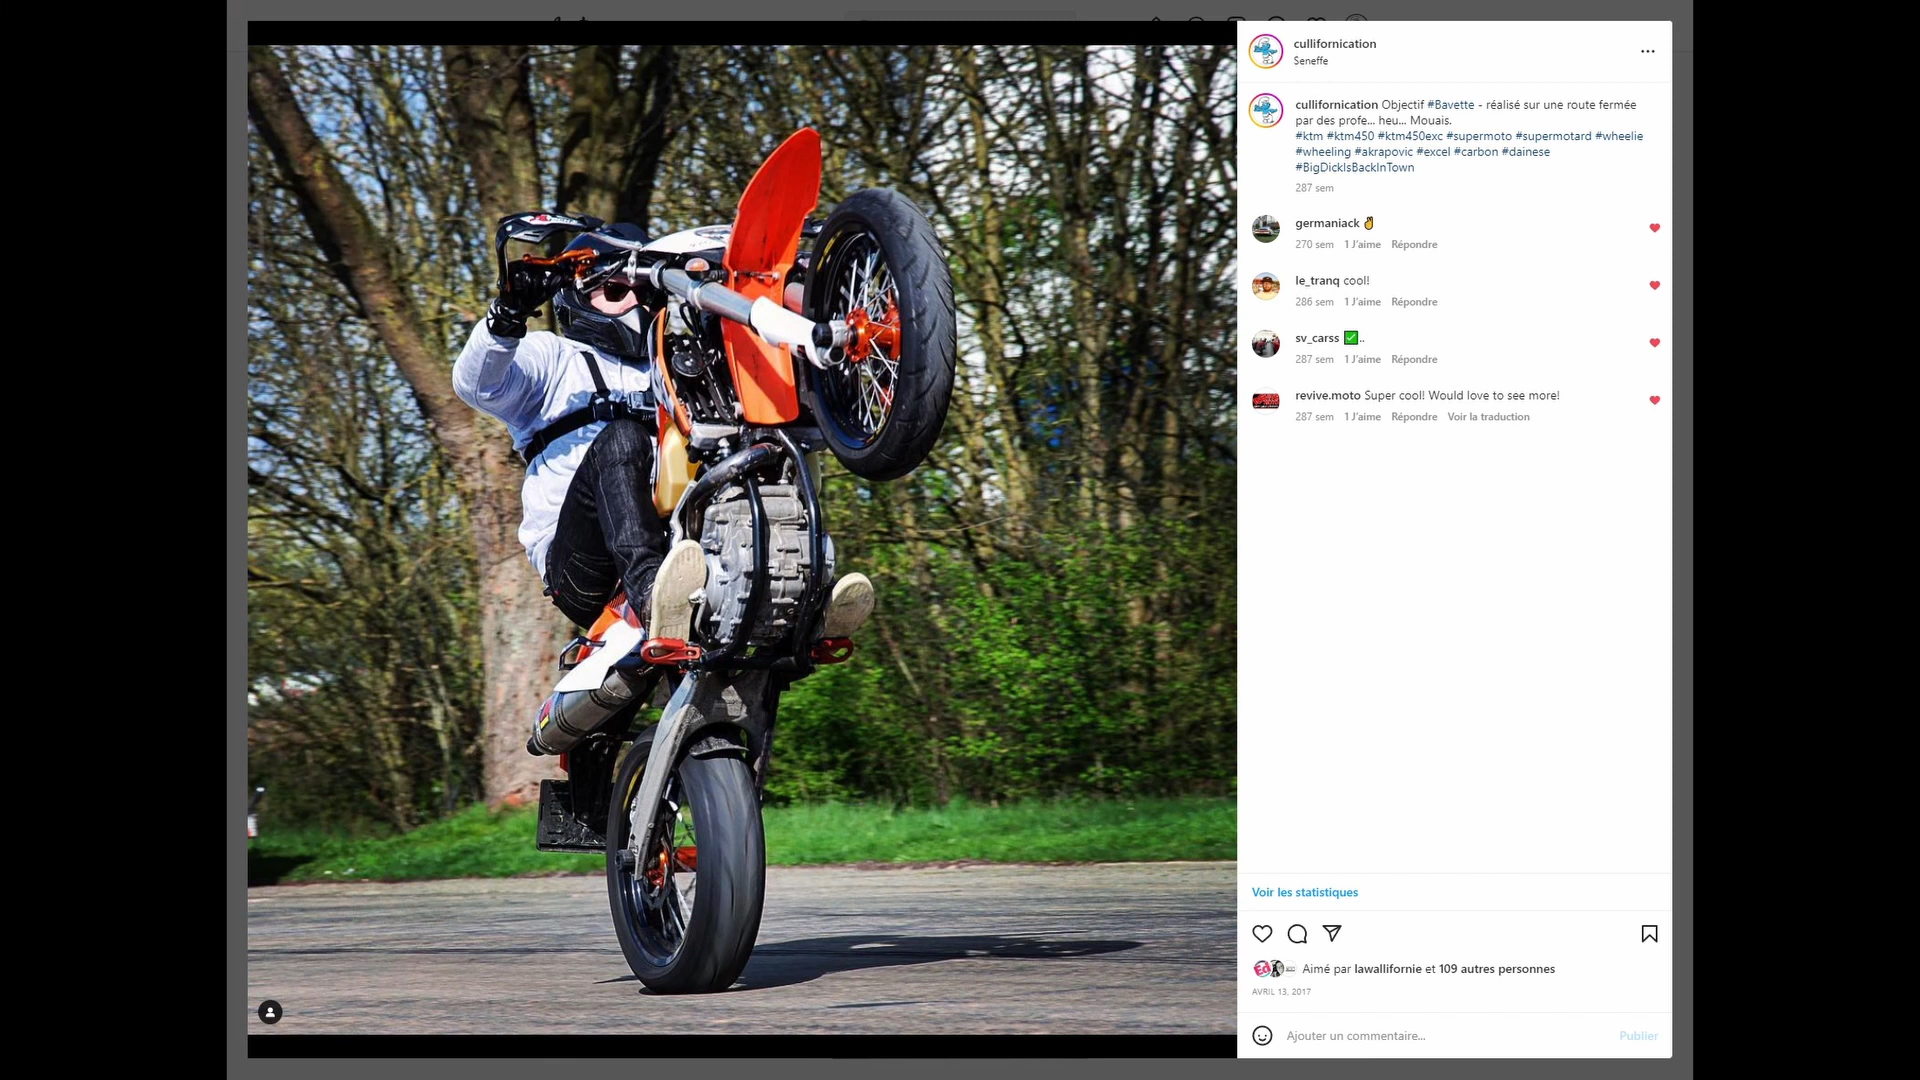 cullifornication
Seneffe
cullifornication Objectif #Bavette - réalisé sur une route fermée
par des profe... heu... Mouais.
#ktm #ktm450 #ktm450exc #supermoto #supermotard #wheelie
#wheeling #akrapovic #excel #carbon #dainese
#BigDickIsBackInTown
287 sem
germaniack ✌
270 sem 1 J'aime Répondre
le_tranq cool!
286 sem 1 J'aime Répondre
sv_carss ✅..
287 sem 1 J'aime Répondre
revive.moto Super cool! Would love to see more!
287 sem 1 J'aime Répondre Voir la traduction
Voir les statistiques
Aimé par lawallifornie et 109 autres personnes
AVRIL 13, 2017
Ajouter un commentaire... Publier